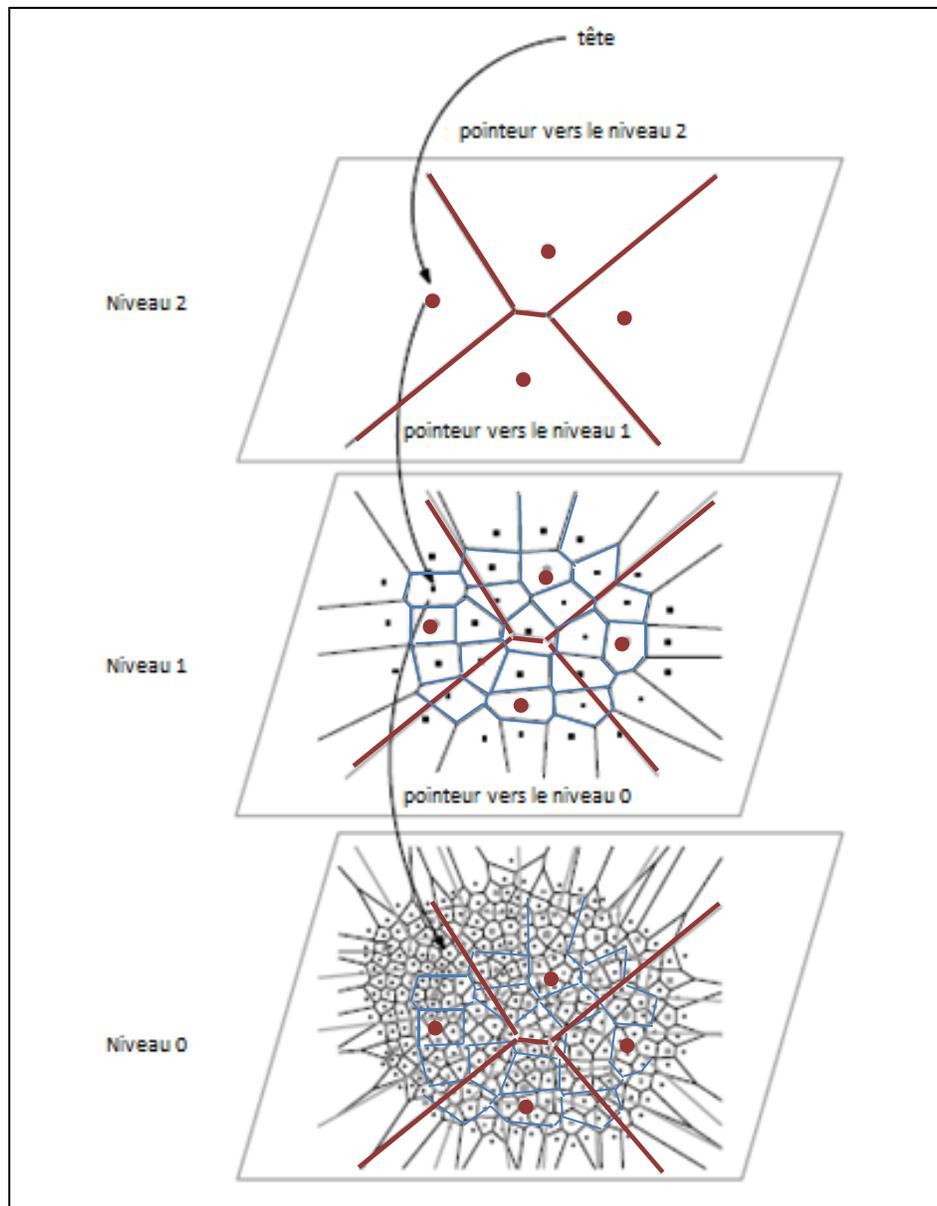 tête
pointeur vers le niveau 2
Niveau 2
pointeur vers le niveau 1
Niveau 1
pointeur vers le niveau 0
Niveau 0